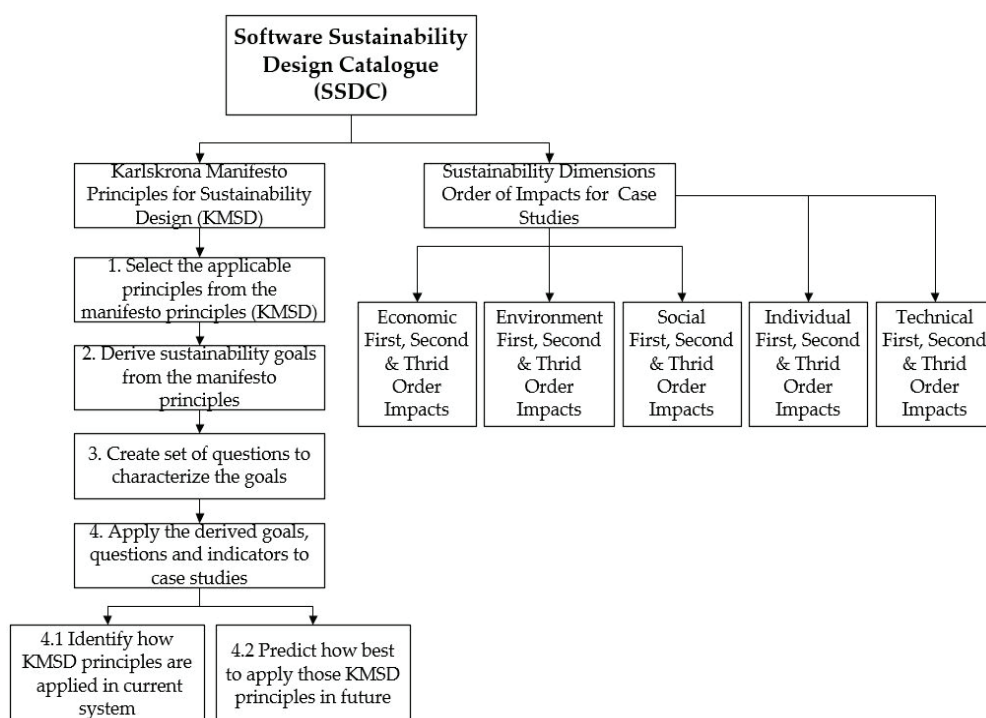 Software Sustainability
Design Catalogue
(SSDC)
Karlskrona Manifesto
Principles for Sustainability
Design (KMSD)
Sustainability Dimensions
Order of Impacts for Case
Studies
1. Select the applicable
principles from the
manifesto principles (KMSD)
2. Derive sustainability goals
from the manifesto
principles
3. Create set of questions to
characterize the goals
4. Apply the derived goals,
questions and indicators to
case studies
4.1 Identify how
KMSD principles are
applied in current
system
4.2 Predict how best
to apply those KMSD
principles in future
Economic
First, Second
& Thrid
Order
Impacts
Environment
First, Second
& Thrid
Order
Impacts
Social
First, Second
& Thrid
Order
Impacts
Individual
First, Second
& Thrid
Order
Impacts
Technical
First, Second
& Thrid
Order
Impacts